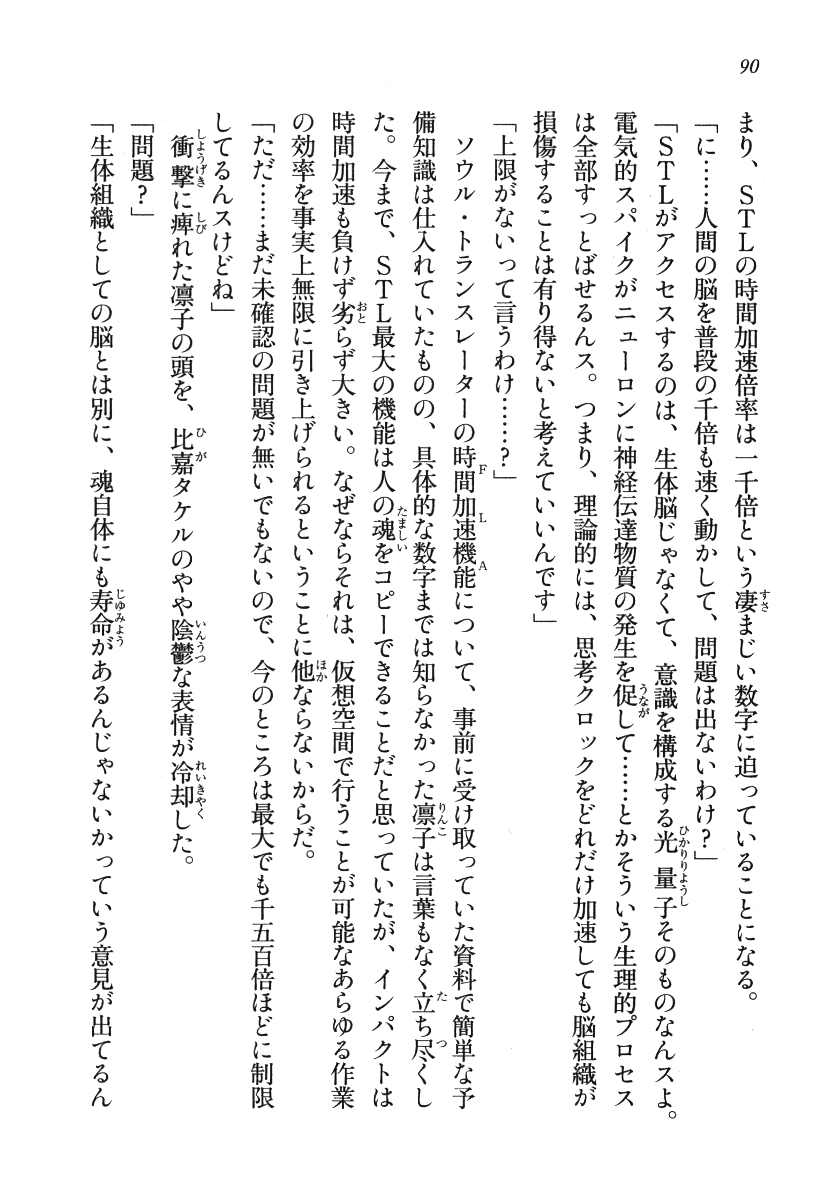 90
まり、STLの時間加速倍率は一千倍という凄まじい数字に迫っていることになる。
「に……人間の脳を普段の千倍も速く動かして、問題は出ないわけ？」
「STLがアクセスするのは、生体脳じゃなくて、意識を構成する光量子そのものなんスよ。
電気的スパイクがニューロンに神経伝達物質の発生を促して……とかそういう生理的プロセス
は全部すっとばせるんス。つまり、理論的には、思考クロックをどれだけ加速しても脳組織が
損傷することは有り得ないと考えていいんです」
「上限がないって言うわけ……？」
　ソウル・トランスレーターの時間加速機能について、事前に受け取っていた資料で簡単な予
備知識は仕入れていたものの、具体的な数字までは知らなかった凛子は言葉もなく立ち尽くし
た。今まで、STL最大の機能は人の魂をコピーできることだと思っていたが、インパクトは
時間加速も負けず劣らず大きい。なぜならそれは、仮想空間で行うことが可能なあらゆる作業
の効率を事実上無限に引き上げられるということに他ならないからだ。
「ただ……まだ未確認の問題が無いでもないので、今のところは最大でも千五百倍ほどに制限
してるんスけどね」
　衝撃に痺れた凛子の頭を、比嘉タケルのやや陰鬱な表情が冷却した。
「問題？」
「生体組織としての脳とは別に、魂自体にも寿命があるんじゃないかっていう意見が出てるん